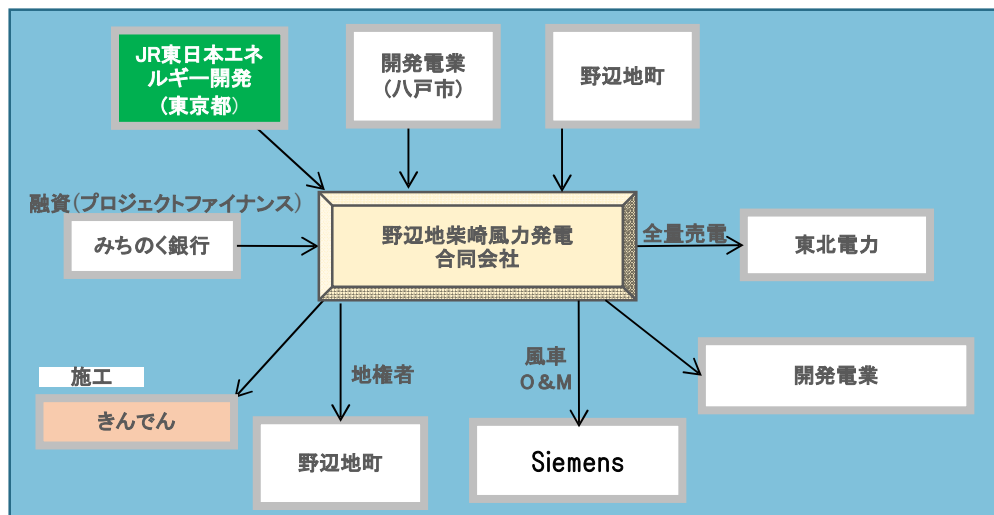 JR東日本エネ
ルギー開発
(東京都)
開発電業
(八戸市)
野辺地町
融資(プロジェクトファイナンス)
みちのく銀行
野辺地柴崎風力発電
合同会社
全量売電
東北電力
施工
きんでん
地権者
野辺地町
風車
O&M
Siemens
開発電業